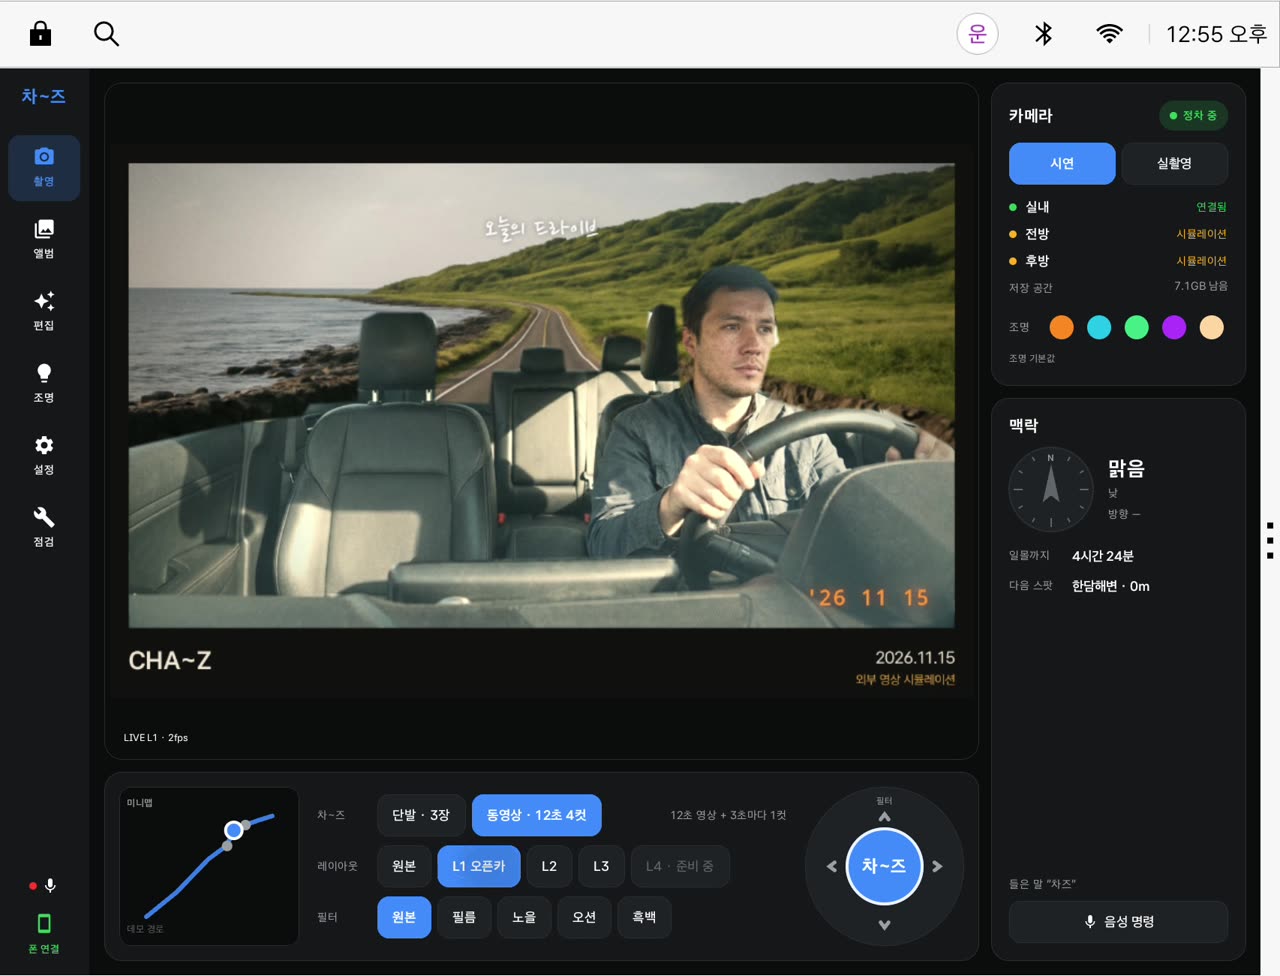 운
12:55 오후
차~즈
촬영
앨범
편집
조명
설정
점검
폰 연결
오늘의 드라이브
'26 11 15
CHA~Z
2026.11.15
외부 영상 시뮬레이션
LIVE L1 · 2fps
미니맵
데모 경로
차~즈
단발 · 3장
동영상 · 12초 4컷
12초 영상 + 3초마다 1컷
레이아웃
원본
L1 오픈카
L2
L3
L4 · 준비 중
필터
원본
필름
노을
오션
흑백
필터
차~즈
카메라
정차 중
시연
실촬영
실내
연결됨
전방
시뮬레이션
후방
시뮬레이션
저장 공간
7.1GB 남음
조명
조명 기본값
맥락
N
맑음
낮
방향 –
일몰까지
4시간 24분
다음 스팟
한담해변 · 0m
들은 말 "차즈"
음성 명령